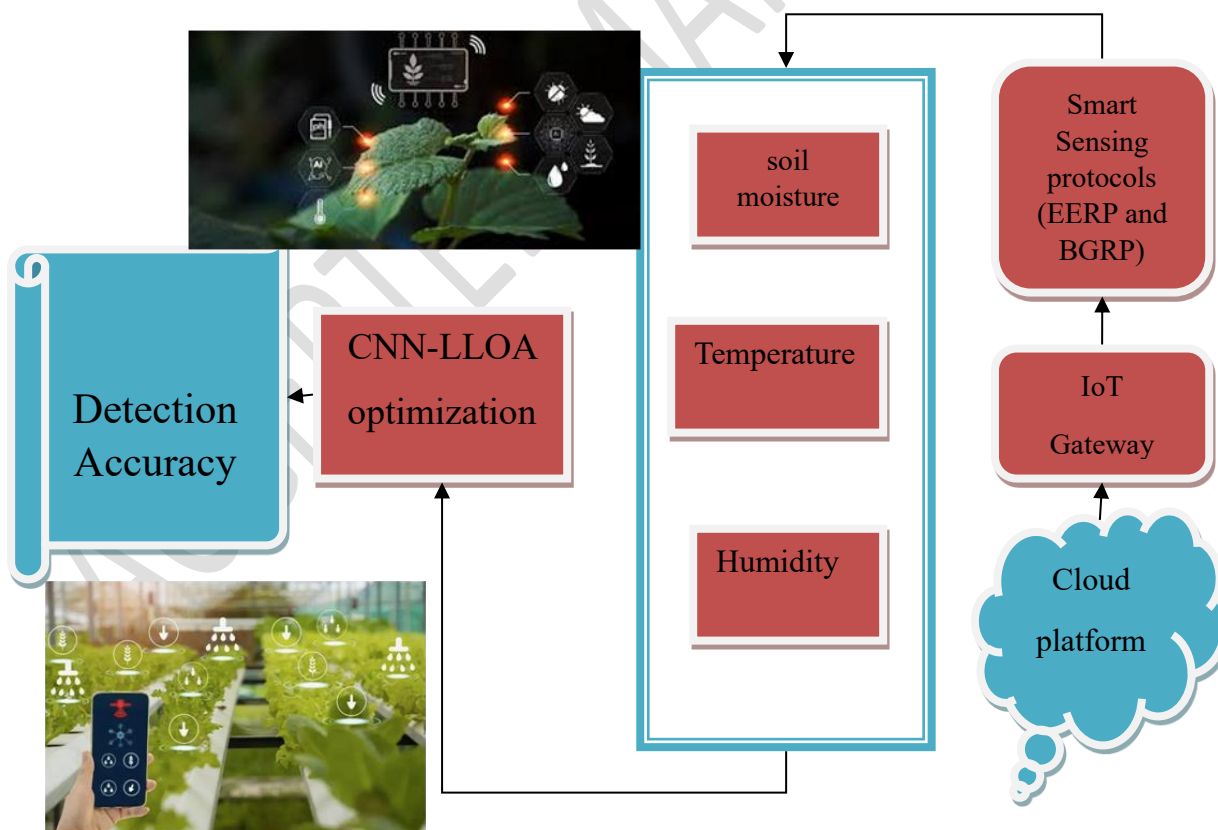 soil
moisture
Temperature
Humidity
Smart
Sensing
protocols
(EERP and
BGRP)
IoT
Gateway
Cloud
platform
CNN-LLOA
optimization
Detection
Accuracy
AI